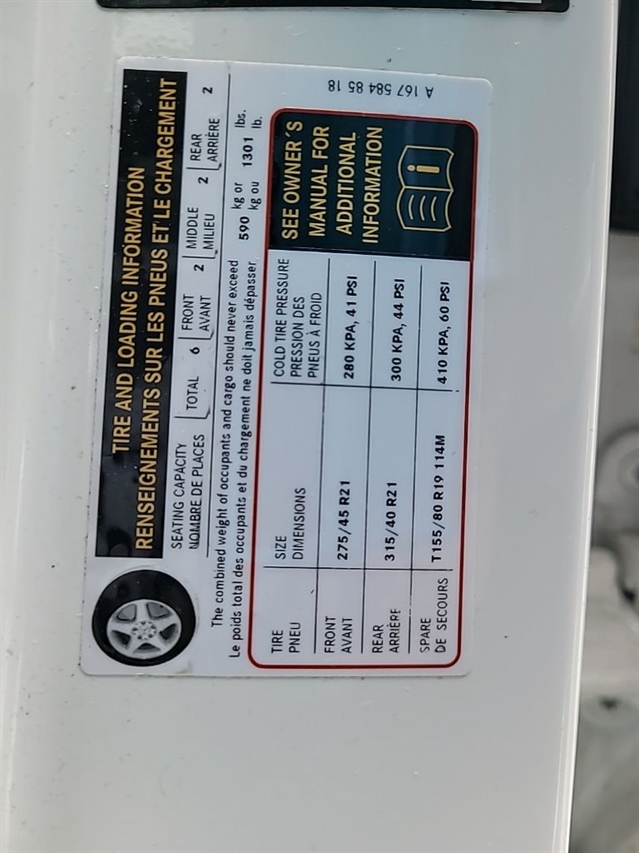 TIRE AND LOADING INFORMATION
RENSEIGNEMENTS SUR LES PNEUS ET LE CHARGEMENT
SEATING CAPACITY
NOMBRE DE PLACES
TOTAL 6
FRONT
AVANT
2
MIDDLE
MILIEU
2
REAR
ARRIÈRE
2
The combined weight of occupants and cargo should never exceed 590 kg or 1301 lbs.
Le poids total des occupants et du chargement ne doit jamais dépasser kg ou lb.
TIRE
PNEU
SIZE
DIMENSIONS
COLD TIRE PRESSURE
PRESSION DES
PNEUS À FROID
FRONT
AVANT
275/45 R21
280 KPA, 41 PSI
REAR
ARRIÈRE
315/40 R21
300 KPA, 44 PSI
SPARE
DE SECOURS
T155/80 R19 114M
410 KPA, 60 PSI
SEE OWNER´S
MANUAL FOR
ADDITIONAL
INFORMATION
A 167 584 85 18